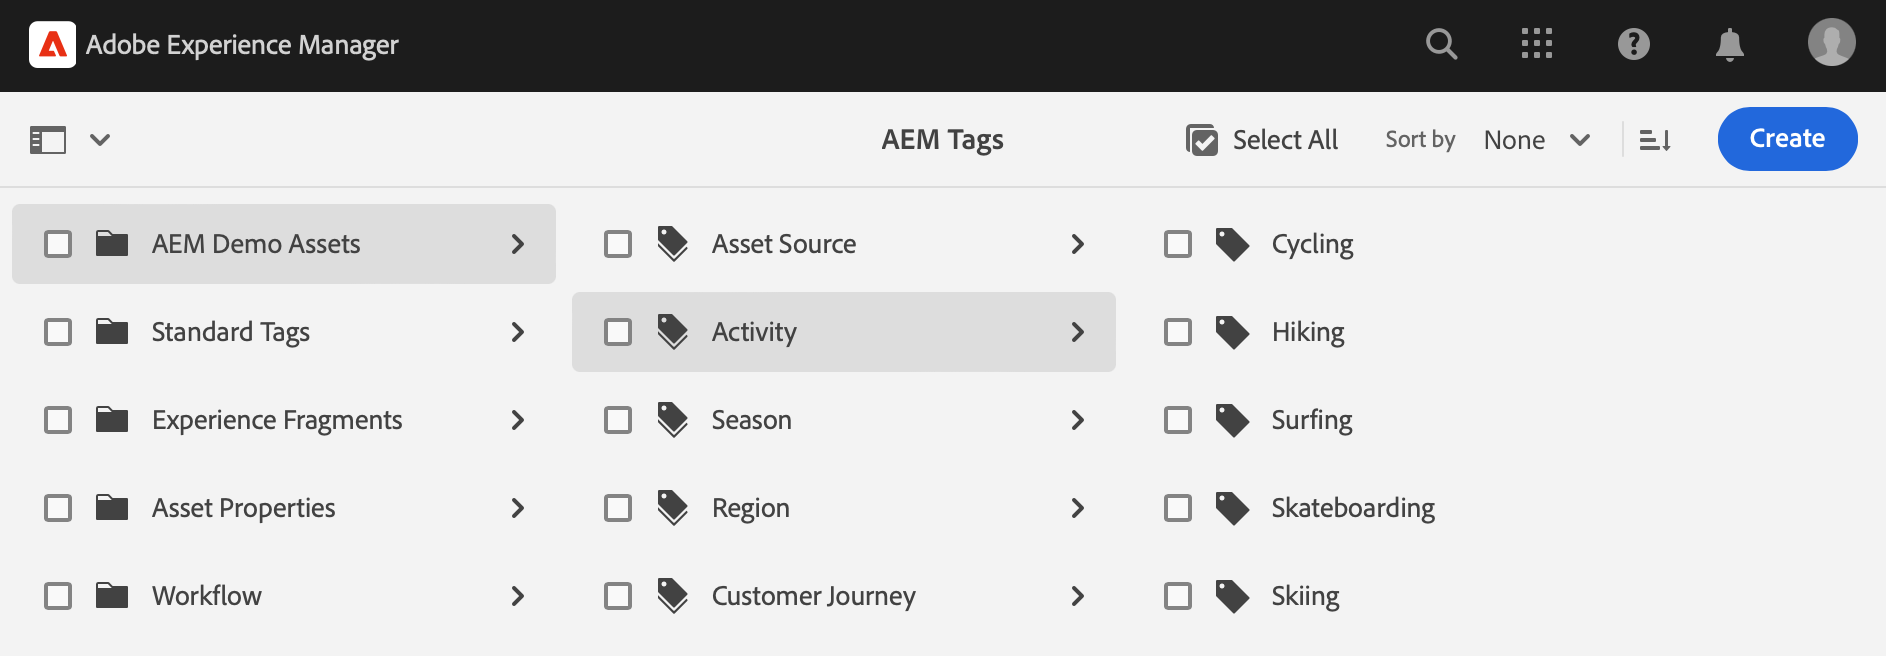 Adobe Experience Manager
AEM Tags
Select All
Sort by
None
Create
AEM Demo Assets
Standard Tags
Experience Fragments
Asset Properties
Workflow
Asset Source
Activity
Season
Region
Customer Journey
Cycling
Hiking
Surfing
Skateboarding
Skiing